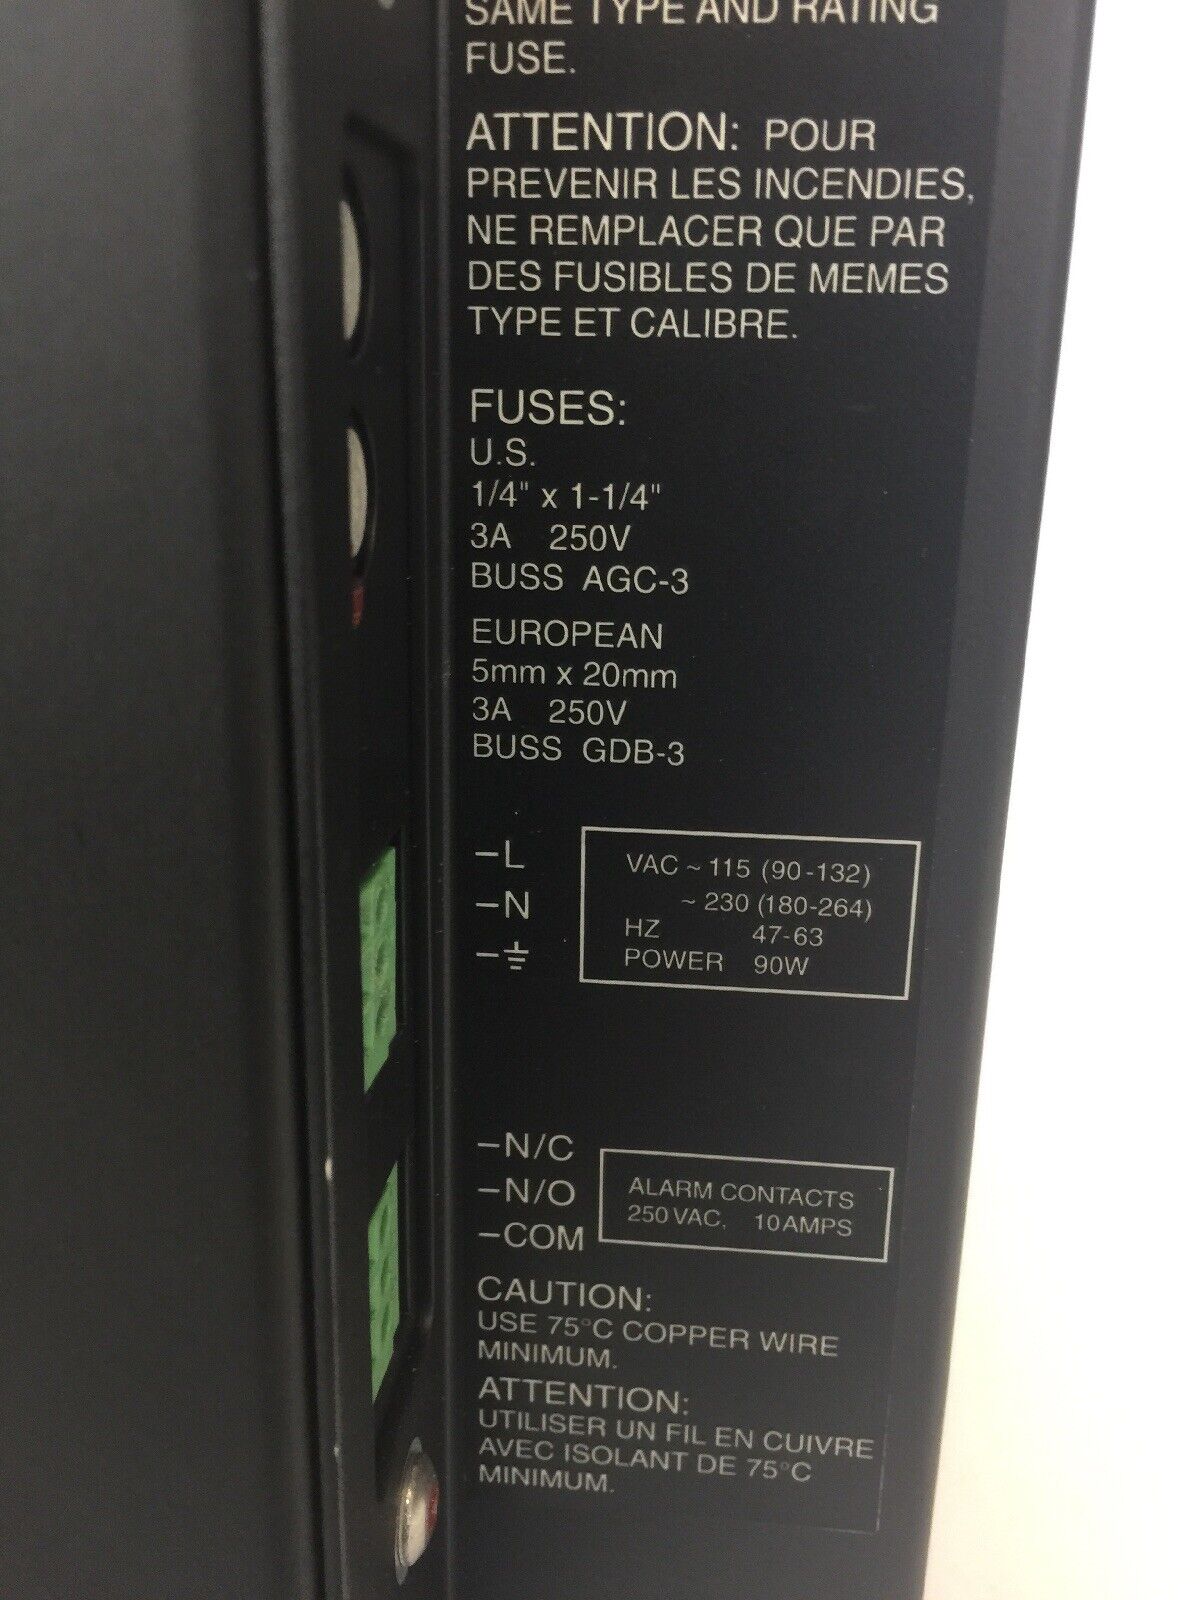 SAME TYPE AND RATING
FUSE.
ATTENTION: POUR
PREVENIR LES INCENDIES,
NE REMPLACER QUE PAR
DES FUSIBLES DE MEMES
TYPE ET CALIBRE.
FUSES:
U.S.
1/4" x 1-1/4"
3A 250V
BUSS AGC-3
EUROPEAN
5mm x 20mm
3A 250V
BUSS GDB-3
-L
-N
-⏚
VAC ~ 115 (90-132)
~ 230 (180-264)
HZ 47-63
POWER 90W
-N/C
-N/O
-COM
ALARM CONTACTS
250 VAC, 10 AMPS
CAUTION:
USE 75°C COPPER WIRE
MINIMUM.
ATTENTION:
UTILISER UN FIL EN CUIVRE
AVEC ISOLANT DE 75°C
MINIMUM.